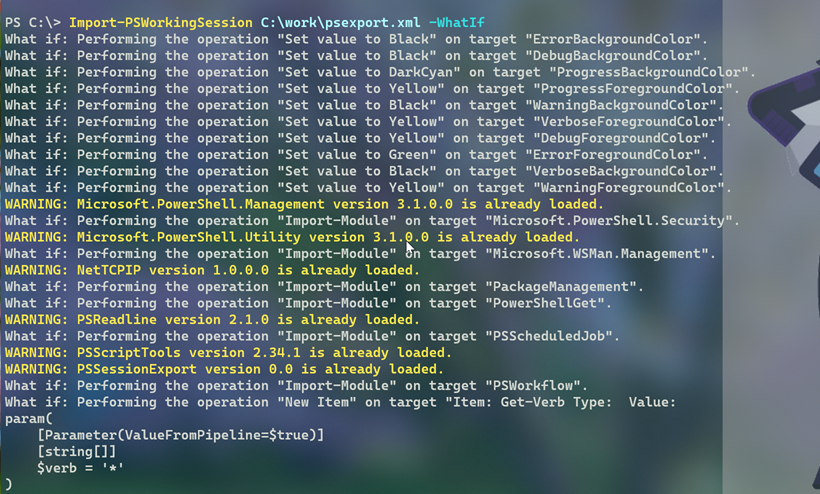 PS C:\> Import-PSWorkingSession C:\work\psexport.xml -WhatIf
What if: Performing the operation "Set value to Black" on target "ErrorBackgroundColor".
What if: Performing the operation "Set value to Black" on target "DebugBackgroundColor".
What if: Performing the operation "Set value to DarkCyan" on target "ProgressBackgroundColor".
What if: Performing the operation "Set value to Yellow" on target "ProgressForegroundColor".
What if: Performing the operation "Set value to Black" on target "WarningBackgroundColor".
What if: Performing the operation "Set value to Yellow" on target "VerboseForegroundColor".
What if: Performing the operation "Set value to Yellow" on target "DebugForegroundColor".
What if: Performing the operation "Set value to Green" on target "ErrorForegroundColor".
What if: Performing the operation "Set value to Black" on target "VerboseBackgroundColor".
What if: Performing the operation "Set value to Yellow" on target "WarningForegroundColor".
WARNING: Microsoft.PowerShell.Management version 3.1.0.0 is already loaded.
What if: Performing the operation "Import-Module" on target "Microsoft.PowerShell.Security".
WARNING: Microsoft.PowerShell.Utility version 3.1.0.0 is already loaded.
What if: Performing the operation "Import-Module" on target "Microsoft.WSMan.Management".
WARNING: NetTCPIP version 1.0.0.0 is already loaded.
What if: Performing the operation "Import-Module" on target "PackageManagement".
What if: Performing the operation "Import-Module" on target "PowerShellGet".
WARNING: PSReadline version 2.1.0 is already loaded.
What if: Performing the operation "Import-Module" on target "PSScheduledJob".
WARNING: PSScriptTools version 2.34.1 is already loaded.
WARNING: PSSessionExport version 0.0 is already loaded.
What if: Performing the operation "Import-Module" on target "PSWorkflow".
What if: Performing the operation "New Item" on target "Item: Get-Verb Type:  Value:
param(
    [Parameter(ValueFromPipeline=$true)]
    [string[]]
    $verb = '*'
)